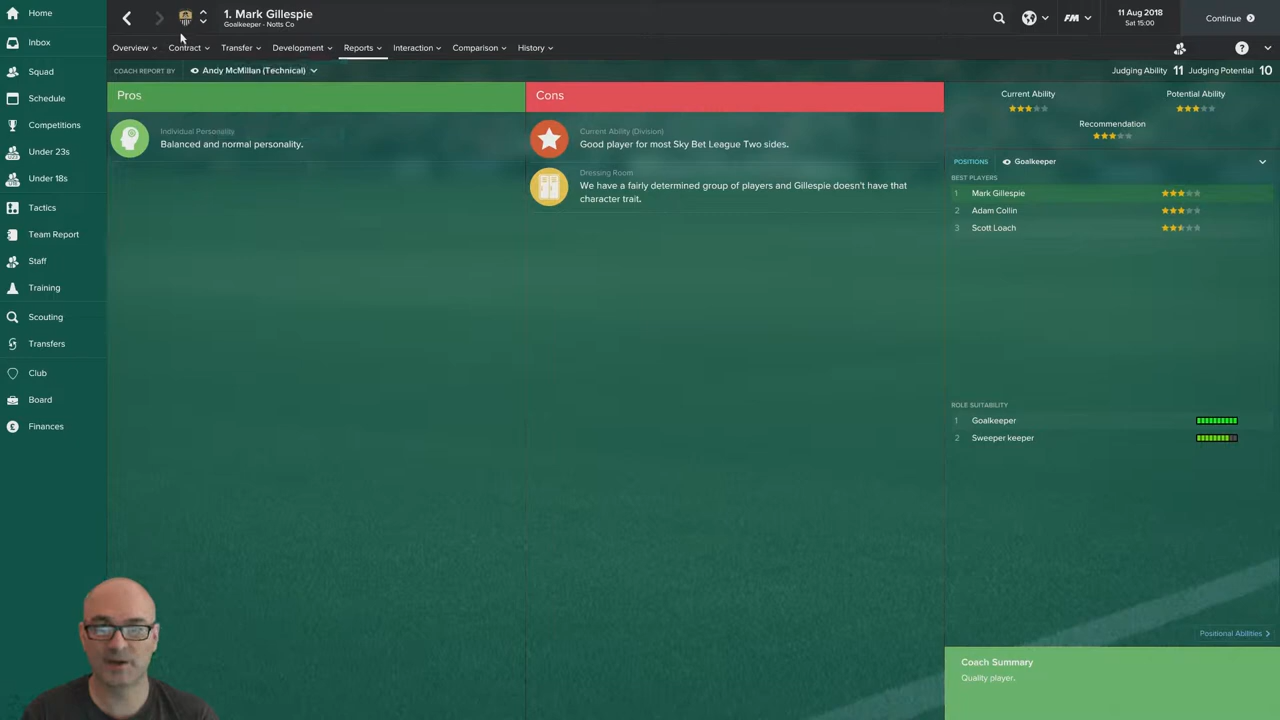 Home
Inbox
Squad
Schedule
Competitions
Under 23s
Under 18s
Tactics
Team Report
Staff
Training
Scouting
Transfers
Club
Board
Finances
1. Mark Gillespie
Goalkeeper - Notts Co
FM
11 Aug 2018
Sat 15:00
Continue
Overview
Contract
Transfer
Development
Reports
Interaction
Comparison
History
?
COACH REPORT BY
Andy McMillan (Technical)
Judging Ability 11 Judging Potential 10
Pros
Individual Personality
Balanced and normal personality.
Cons
Current Ability (Division)
Good player for most Sky Bet League Two sides.
Dressing Room
We have a fairly determined group of players and Gillespie doesn't have that
character trait.
Current Ability
Potential Ability
Recommendation
POSITIONS
Goalkeeper
BEST PLAYERS
1 Mark Gillespie
2 Adam Collin
3 Scott Loach
ROLE SUITABILITY
1 Goalkeeper
2 Sweeper keeper
Positional Abilities
Coach Summary
Quality player.